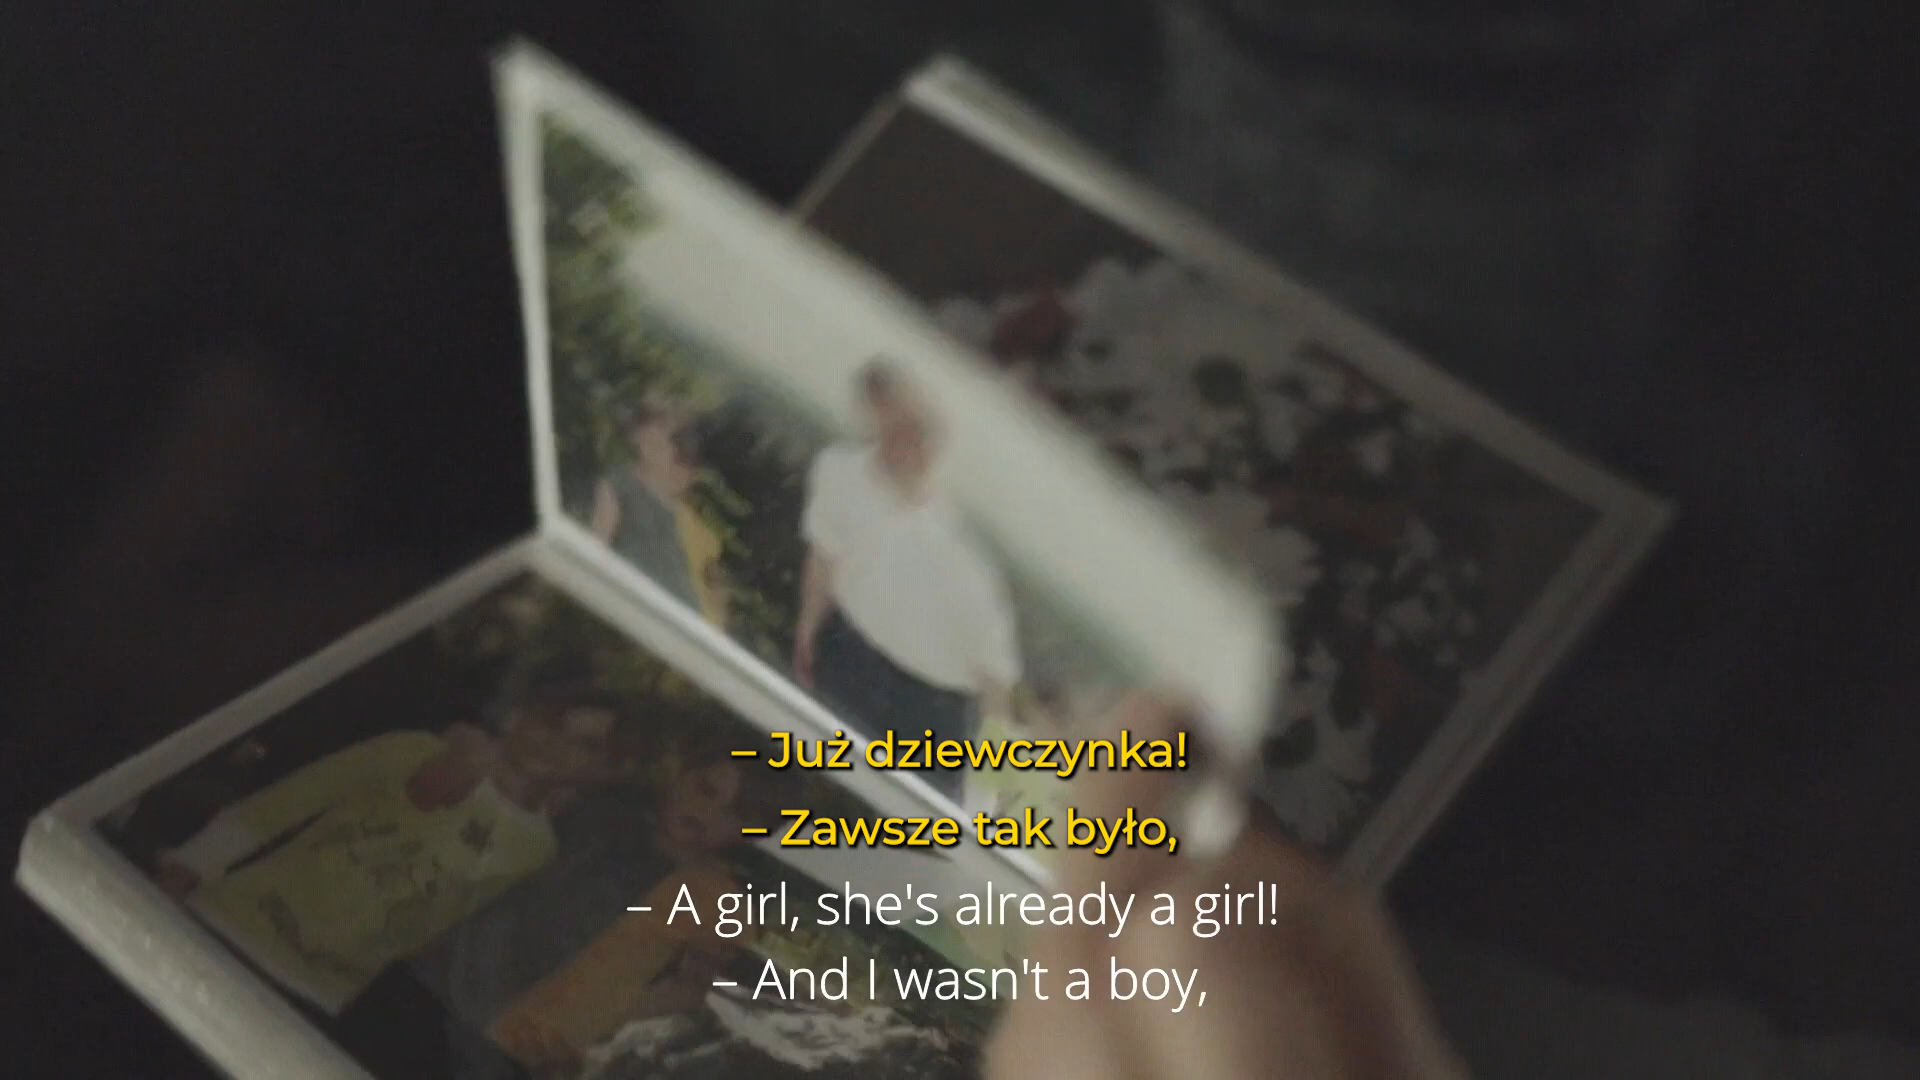 – Już dziewczynka!
– Zawsze tak było,
– A girl, she's already a girl!
– And I wasn't a boy,